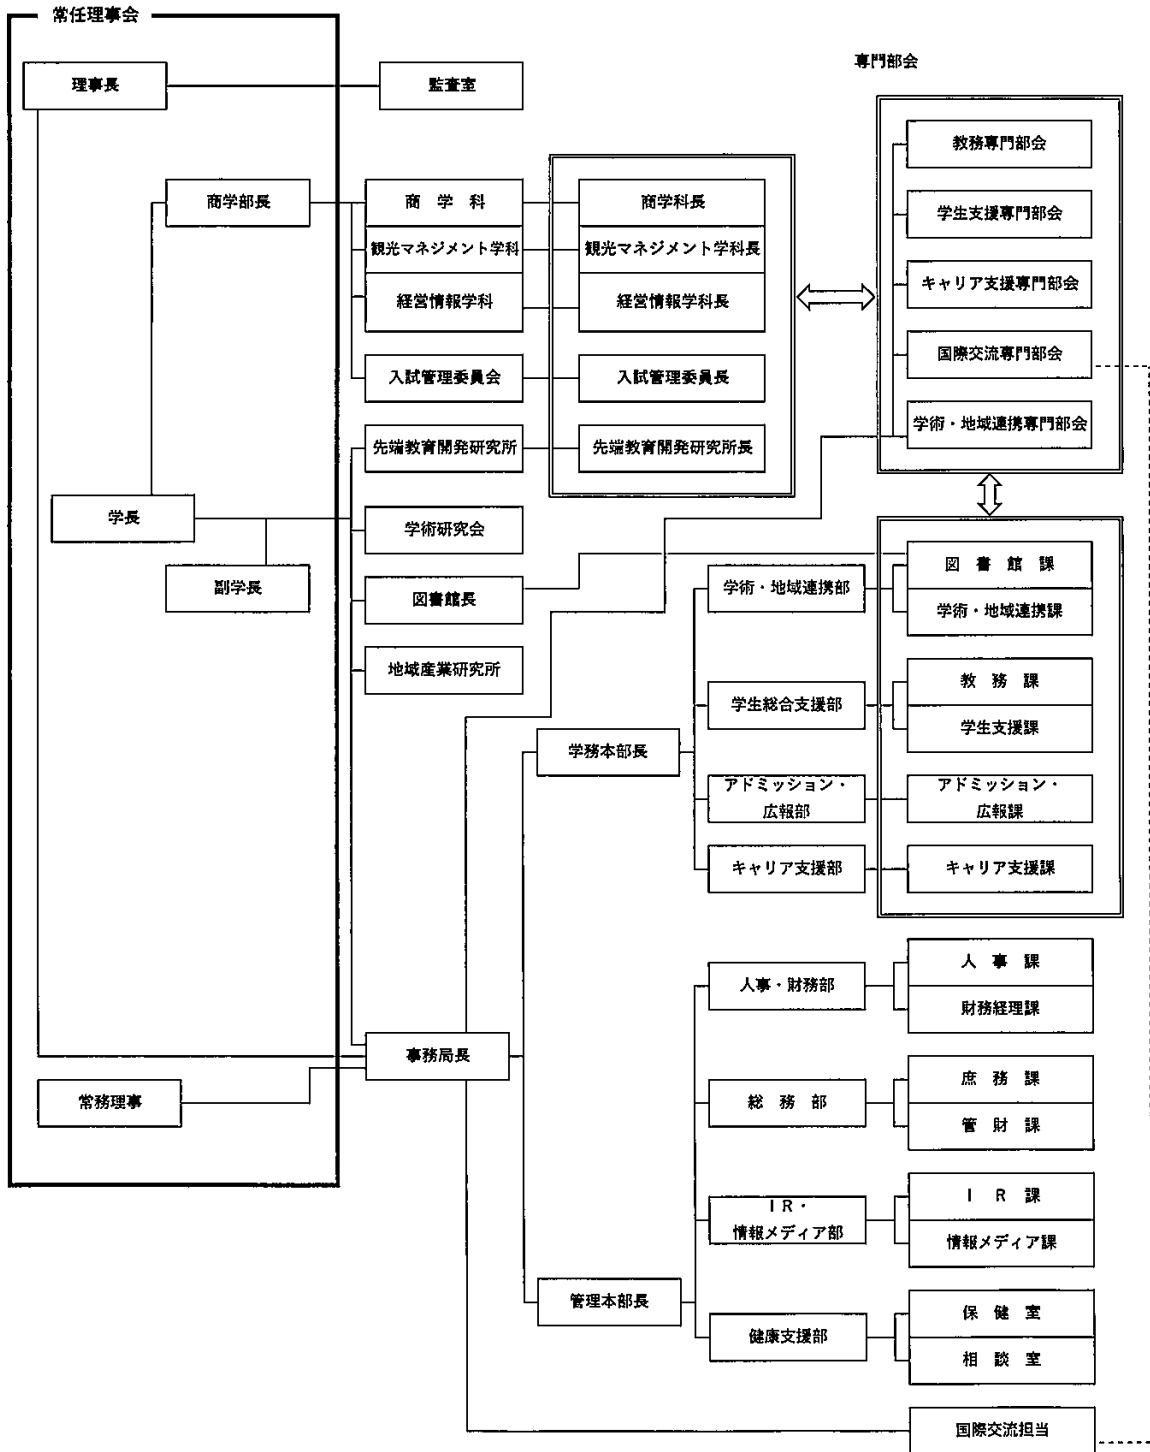 常任理事会
理事長
監査室
専門部会
教務専門部会
商学部長
商学科
商学科長
学生支援専門部会
観光マネジメント学科
観光マネジメント学科長
キャリア支援専門部会
経営情報学科
経営情報学科長
国際交流専門部会
入試管理委員会
入試管理委員長
学術・地域連携専門部会
先端教育開発研究所
先端教育開発研究所長
学長
学術研究会
副学長
図書館長
学術・地域連携部
図書館課
学術・地域連携課
地域産業研究所
学生総合支援部
教務課
学生支援課
学務本部長
アドミッション・
広報部
アドミッション・
広報課
キャリア支援部
キャリア支援課
人事・財務部
人事課
財務経理課
事務局長
常務理事
総務部
庶務課
管財課
IR・
情報メディア部
IR課
情報メディア課
管理本部長
健康支援部
保健室
相談室
国際交流担当